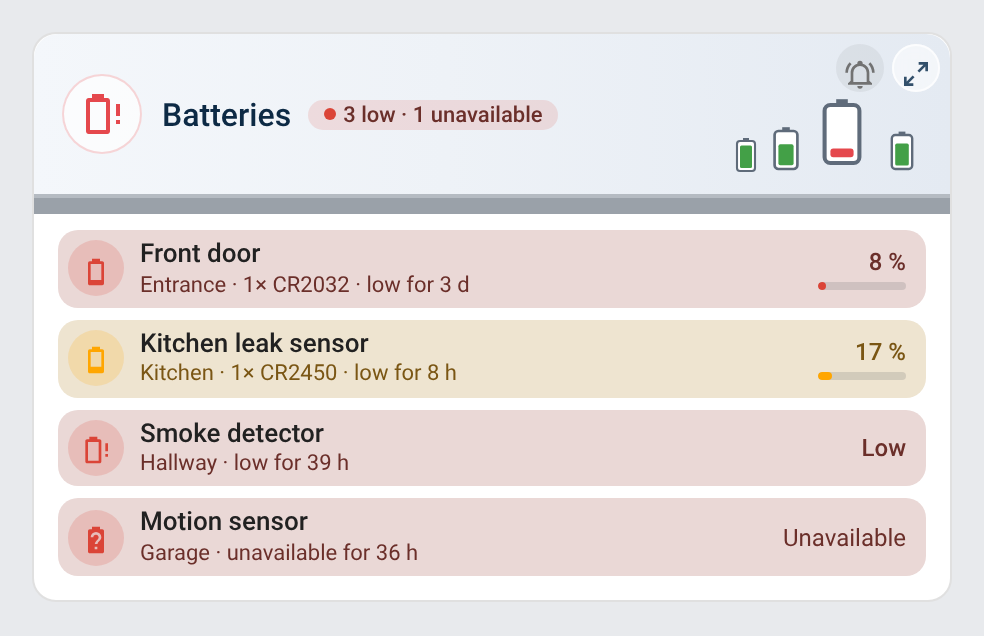 Batteries
3 low · 1 unavailable
Front door
8 %
Entrance · 1× CR2032 · low for 3 d
Kitchen leak sensor
17 %
Kitchen · 1× CR2450 · low for 8 h
Smoke detector
Low
Hallway · low for 39 h
Motion sensor
Unavailable
Garage · unavailable for 36 h